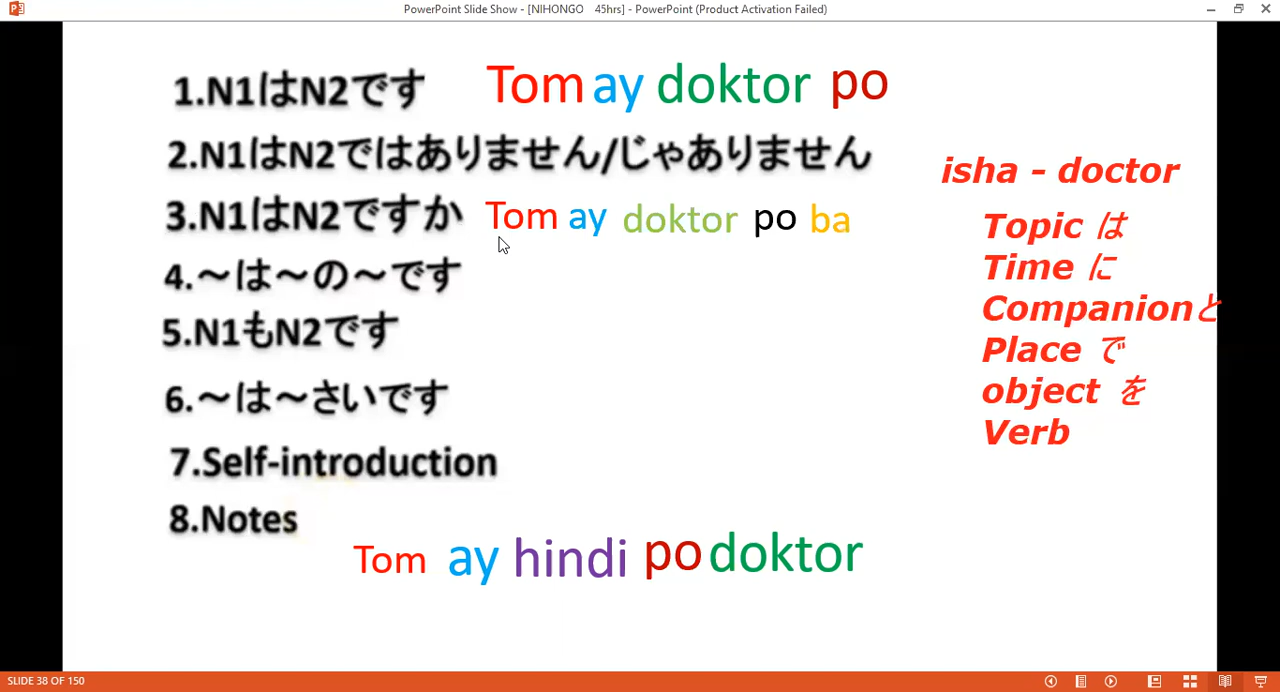 PowerPoint Slide Show - [NIHONGO 45hrs] - PowerPoint (Product Activation Failed)
1.N1はN2です Tom ay doktor po
2.N1はN2ではありません/じゃありません
3.N1はN2ですか Tom ay doktor po ba
4.～は～の～です
5.N1もN2です
6.～は～さいです
7.Self-introduction
8.Notes
Tom ay hindi po doktor
isha - doctor
Topic は
Time に
Companionと
Place で
object を
Verb
SLIDE 38 OF 150